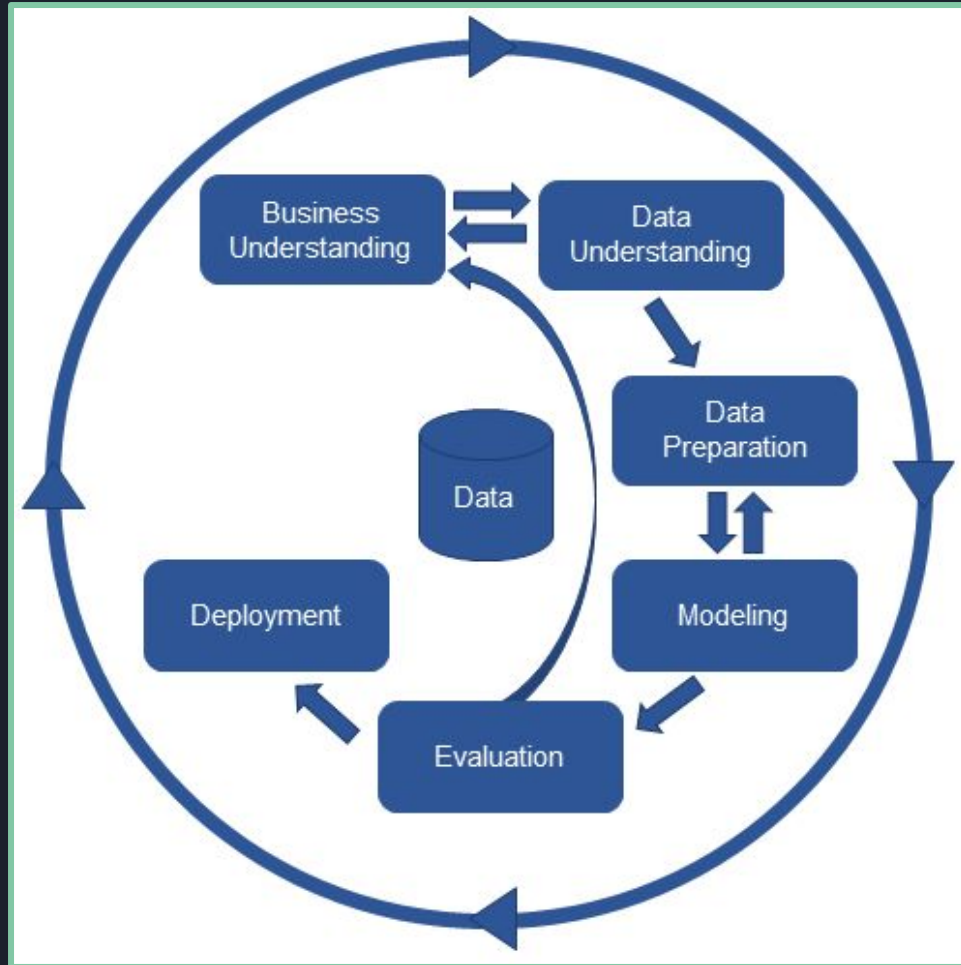 Business
Understanding
Data
Understanding
Data
Preparation
Data
Deployment
Modeling
Evaluation